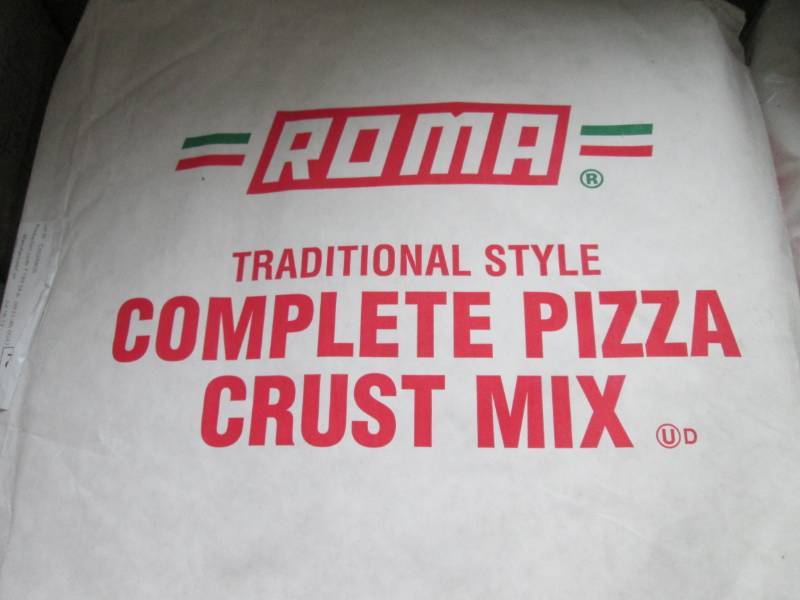 ROMA
®
TRADITIONAL STYLE
COMPLETE PIZZA
CRUST MIX ⓊD